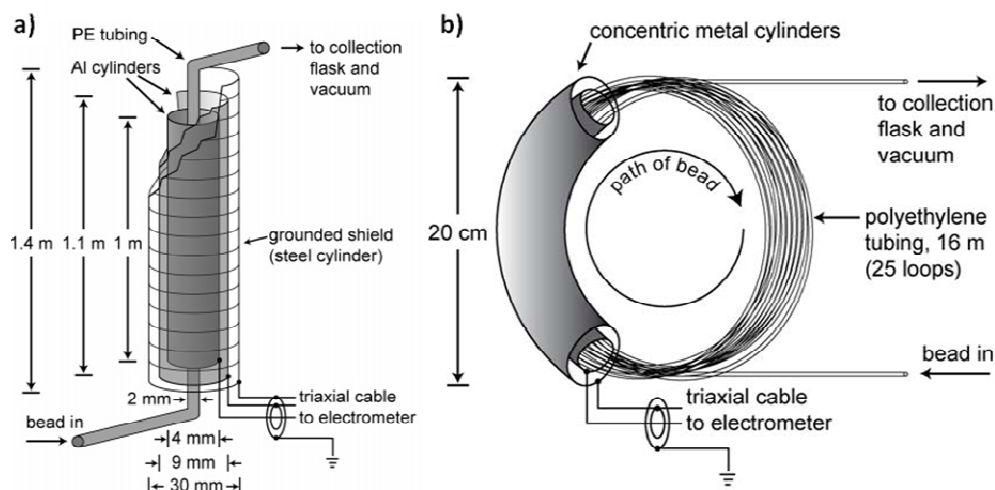 a)
PE tubing
Al cylinders
to collection
flask and
vacuum
1.4 m
1.1 m
1 m
grounded shield
(steel cylinder)
2 mm
bead in
triaxial cable
to electrometer
4 mm
9 mm
30 mm
b)
concentric metal cylinders
to collection
flask and
vacuum
path of bead
20 cm
polyethylene
tubing, 16 m
(25 loops)
bead in
triaxial cable
to electrometer